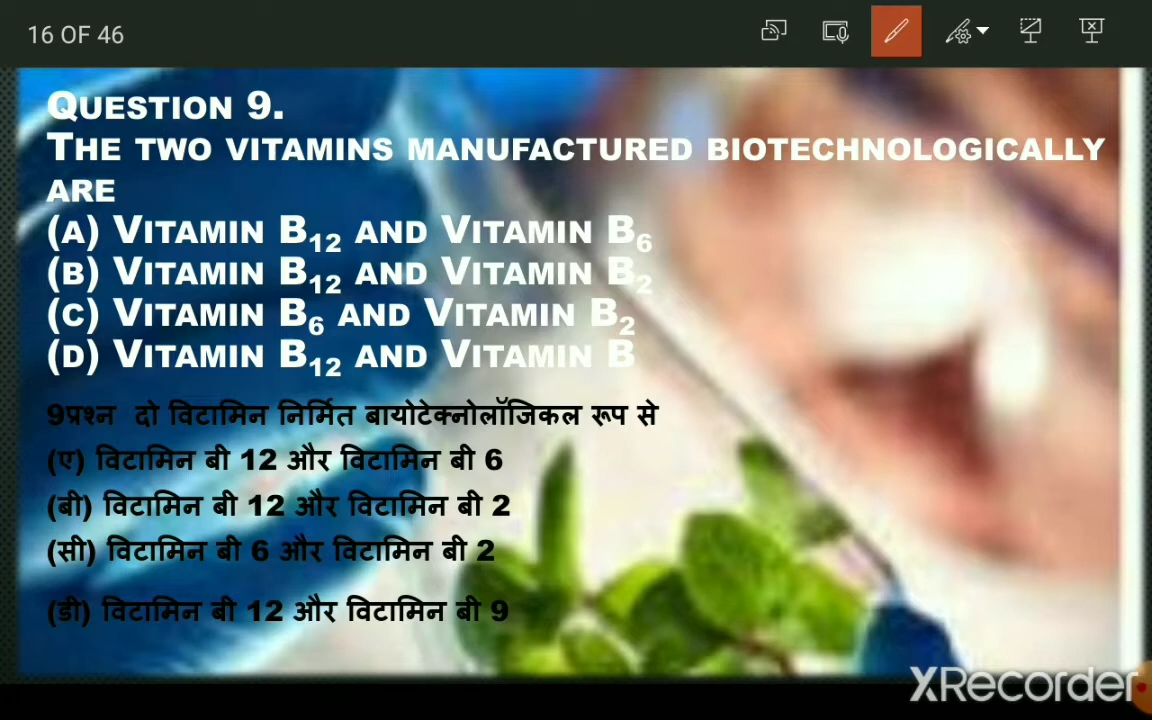 16 OF 46
QUESTION 9.
THE TWO VITAMINS MANUFACTURED BIOTECHNOLOGICALLY
ARE
(A) VITAMIN B12 AND VITAMIN B6
(B) VITAMIN B12 AND VITAMIN B2
(C) VITAMIN B6 AND VITAMIN B2
(D) VITAMIN B12 AND VITAMIN B
9प्रश्न दो विटामिन निर्मित बायोटेक्नोलॉजिकल रूप से
(ए) विटामिन बी 12 और विटामिन बी 6
(बी) विटामिन बी 12 और विटामिन बी 2
(सी) विटामिन बी 6 और विटामिन बी 2
(डी) विटामिन बी 12 और विटामिन बी 9
XRecorder